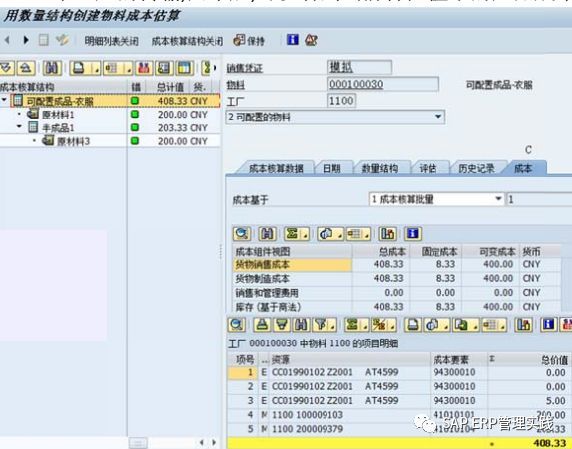 用数量结构创建物料成本估算
明细列表关闭 成本核算结构关闭 保持
成本核算结构 锚 总计值 货.
可配置成品-衣服 408.33 CNY
原材料1 200.00 CNY
半成品1 203.33 CNY
原材料3 200.00 CNY
销售凭证 模拟
物料 000100030 可配置成品-衣服
工厂 1100
2 可配置的物料
C
成本核算数据 日期 数量结构 评估 历史记录 成本
成本基于 1 成本核算批量 1
成本组件视图 总成本 固定成本 可变成本 货币
货物销售成本 408.33 8.33 400.00 CNY
货物制造成本 408.33 8.33 400.00 CNY
销售和管理费用 0.00 0.00 0.00 CNY
库存 (基于商法) 408.33 8.33 400.00 CNY
工厂 000100030 中物料 1100 的项目明细
项号 .. 资源 成本要素 Σ 总价值
1 E CC01990102 Z2001 AT4599 94300010 0.00
2 E CC01990102 Z2001 AT4599 94300010 0.00
3 E CC01990102 Z2001 AT4599 94300010 5.00
4 M 1100 100009103 41010101 200.00
5 M 1100 200009379 41010104
408.33
SAP ERP管理实践